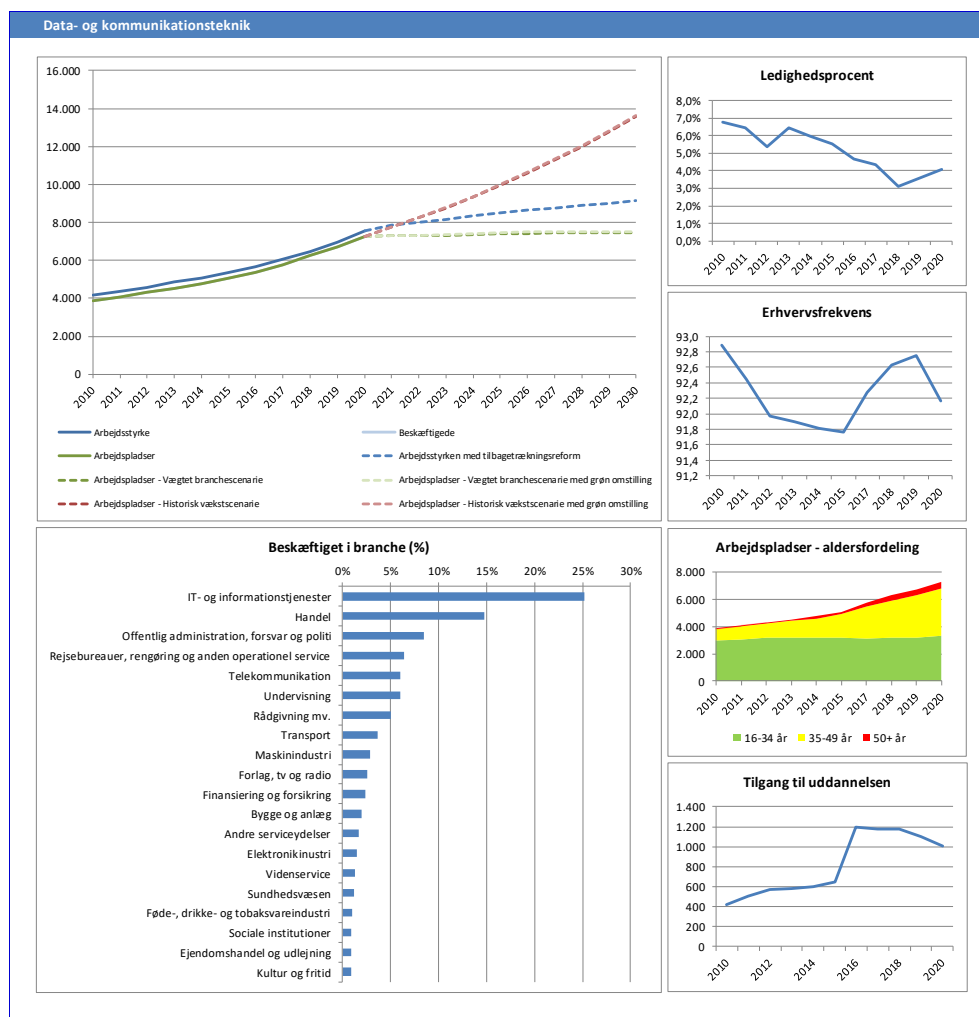 Data- og kommunikationsteknik
16.000
14.000
12.000
10.000
8.000
6.000
4.000
2.000
0
2010 2011 2012 2013 2014 2015 2016 2017 2018 2019 2020 2021 2022 2023 2024 2025 2026 2027 2028 2029 2030
Arbejdsstyrke Beskæftigede
Arbejdspladser Arbejdsstyrken med tilbagetrækningsreform
Arbejdspladser - Vægtet branchescenarie Arbejdspladser - Vægtet branchescenarie med grøn omstilling
Arbejdspladser - Historisk vækstscenarie Arbejdspladser - Historisk vækstscenarie med grøn omstilling
Ledighedsprocent
8,0%
7,0%
6,0%
5,0%
4,0%
3,0%
2,0%
1,0%
0,0%
2010 2011 2012 2013 2014 2015 2016 2017 2018 2019 2020
Erhvervsfrekvens
93,0
92,8
92,6
92,4
92,2
92,0
91,8
91,6
91,4
91,2
2010 2011 2012 2013 2014 2015 2017 2018 2019 2020
Beskæftiget i branche (%)
0% 5% 10% 15% 20% 25% 30%
IT- og informationstjenester
Handel
Offentlig administration, forsvar og politi
Rejsebureauer, rengøring og anden operationel service
Telekommunikation
Undervisning
Rådgivning mv.
Transport
Maskinindustri
Forlag, tv og radio
Finansiering og forsikring
Bygge og anlæg
Andre serviceydelser
Elektronikinustri
Videnservice
Sundhedsvæsen
Føde-, drikke- og tobaksvareindustri
Sociale institutioner
Ejendomshandel og udlejning
Kultur og fritid
Arbejdspladser - aldersfordeling
8.000
6.000
4.000
2.000
0
2010 2011 2012 2013 2014 2015 2017 2018 2019 2020
16-34 år 35-49 år 50+ år
Tilgang til uddannelsen
1.400
1.200
1.000
800
600
400
200
0
2010 2012 2014 2016 2018 2020